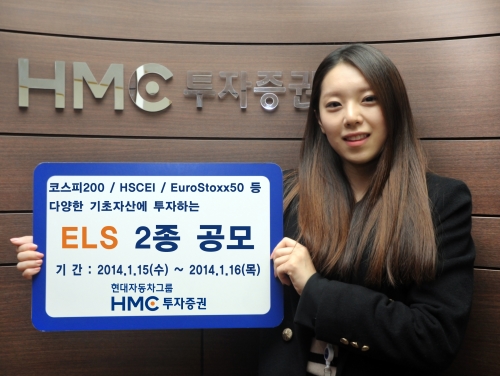 HMC 투자증권
코스피200 / HSCEI / EuroStoxx50 등
다양한 기초자산에 투자하는
ELS 2종 공모
기 간 : 2014.1.15(수) ~ 2014.1.16(목)
현대자동차그룹
HMC 투자증권